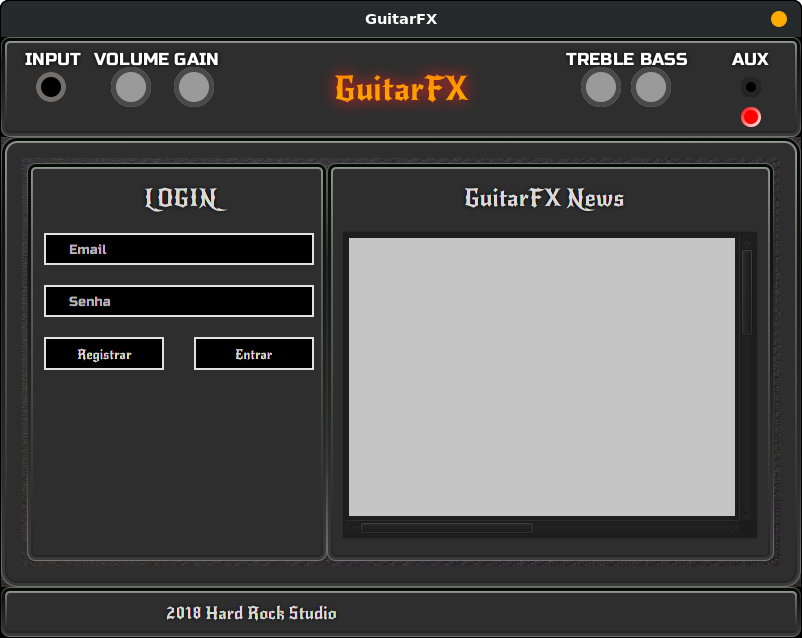 GuitarFX
INPUT VOLUME GAIN TREBLE BASS AUX
GuitarFX
LOGIN
Email
Senha
Registrar Entrar
GuitarFX News
2018 Hard Rock Studio